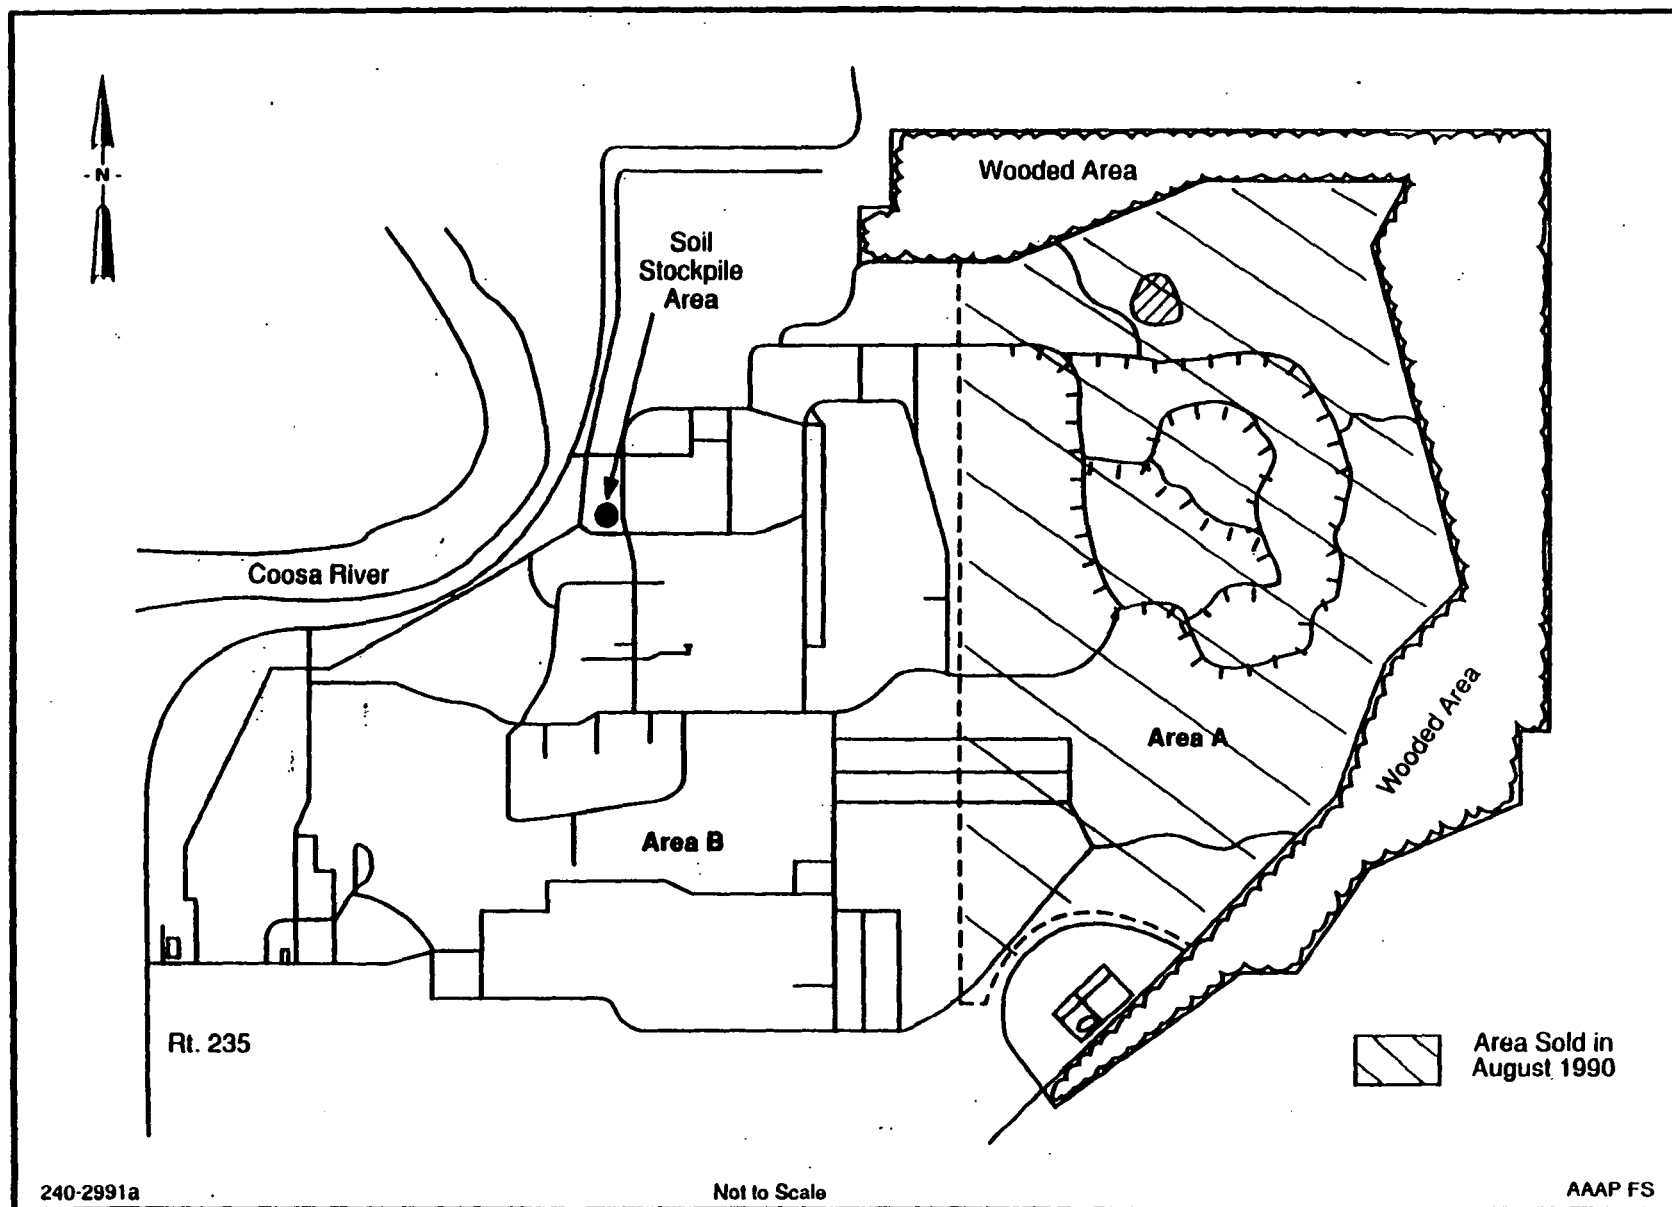 Wooded Area
- N -
Soil
Stockpile
Area
Coosa River
Wooded Area
Area A
Area B
Rt. 235
Area Sold in
August 1990
240-2991a
Not to Scale
AAAP FS